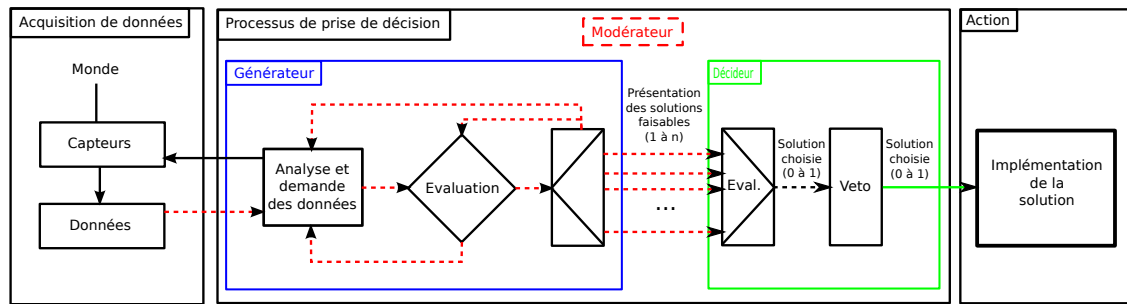 Acquisition de données
Monde
Capteurs
Données
Processus de prise de décision
Modérateur
Générateur
Analyse et
demande
des données
Evaluation
Présentation
des solutions
faisables
(1 à n)
...
Décideur
Eval.
Solution
choisie
(0 à 1)
Veto
Solution
choisie
(0 à 1)
Action
Implémentation
de la
solution